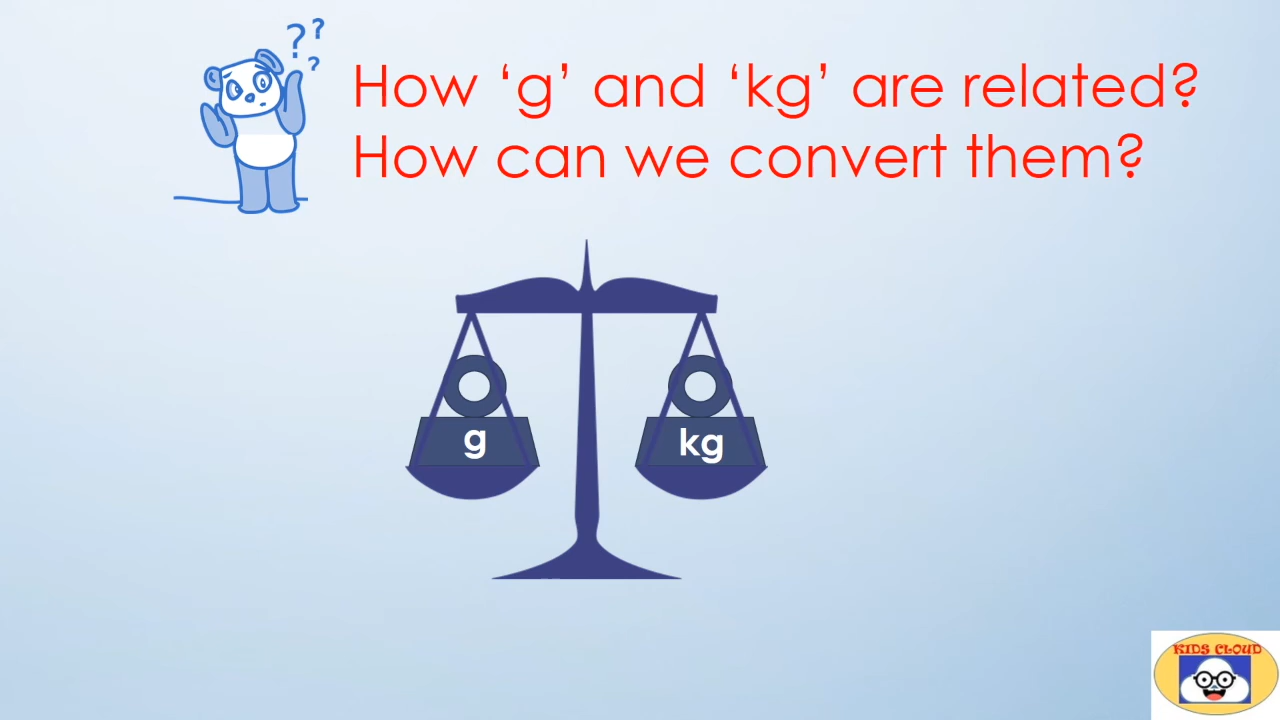 ? ?
?
How ‘g’ and ‘kg’ are related?
How can we convert them?
g
kg
KIDS CLOUD